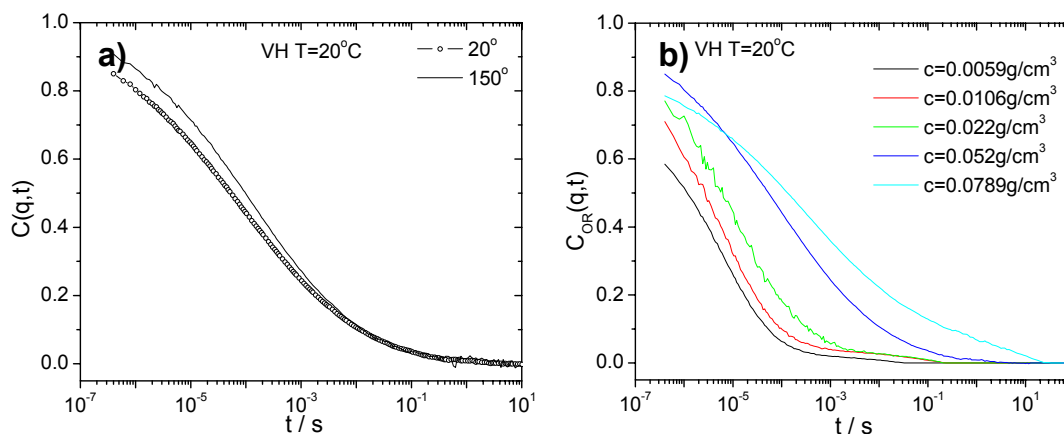 a)
VH T=20°C
20°
150°
1.0
0.8
0.6
0.4
0.2
0.0
C(q,t)
10⁻⁷ 10⁻⁵ 10⁻³ 10⁻¹ 10¹
t / s
b)
VH T=20°C
c=0.0059g/cm³
c=0.0106g/cm³
c=0.022g/cm³
c=0.052g/cm³
c=0.0789g/cm³
1.0
0.8
0.6
0.4
0.2
0.0
C_OR(q,t)
10⁻⁷ 10⁻⁵ 10⁻³ 10⁻¹ 10¹
t / s